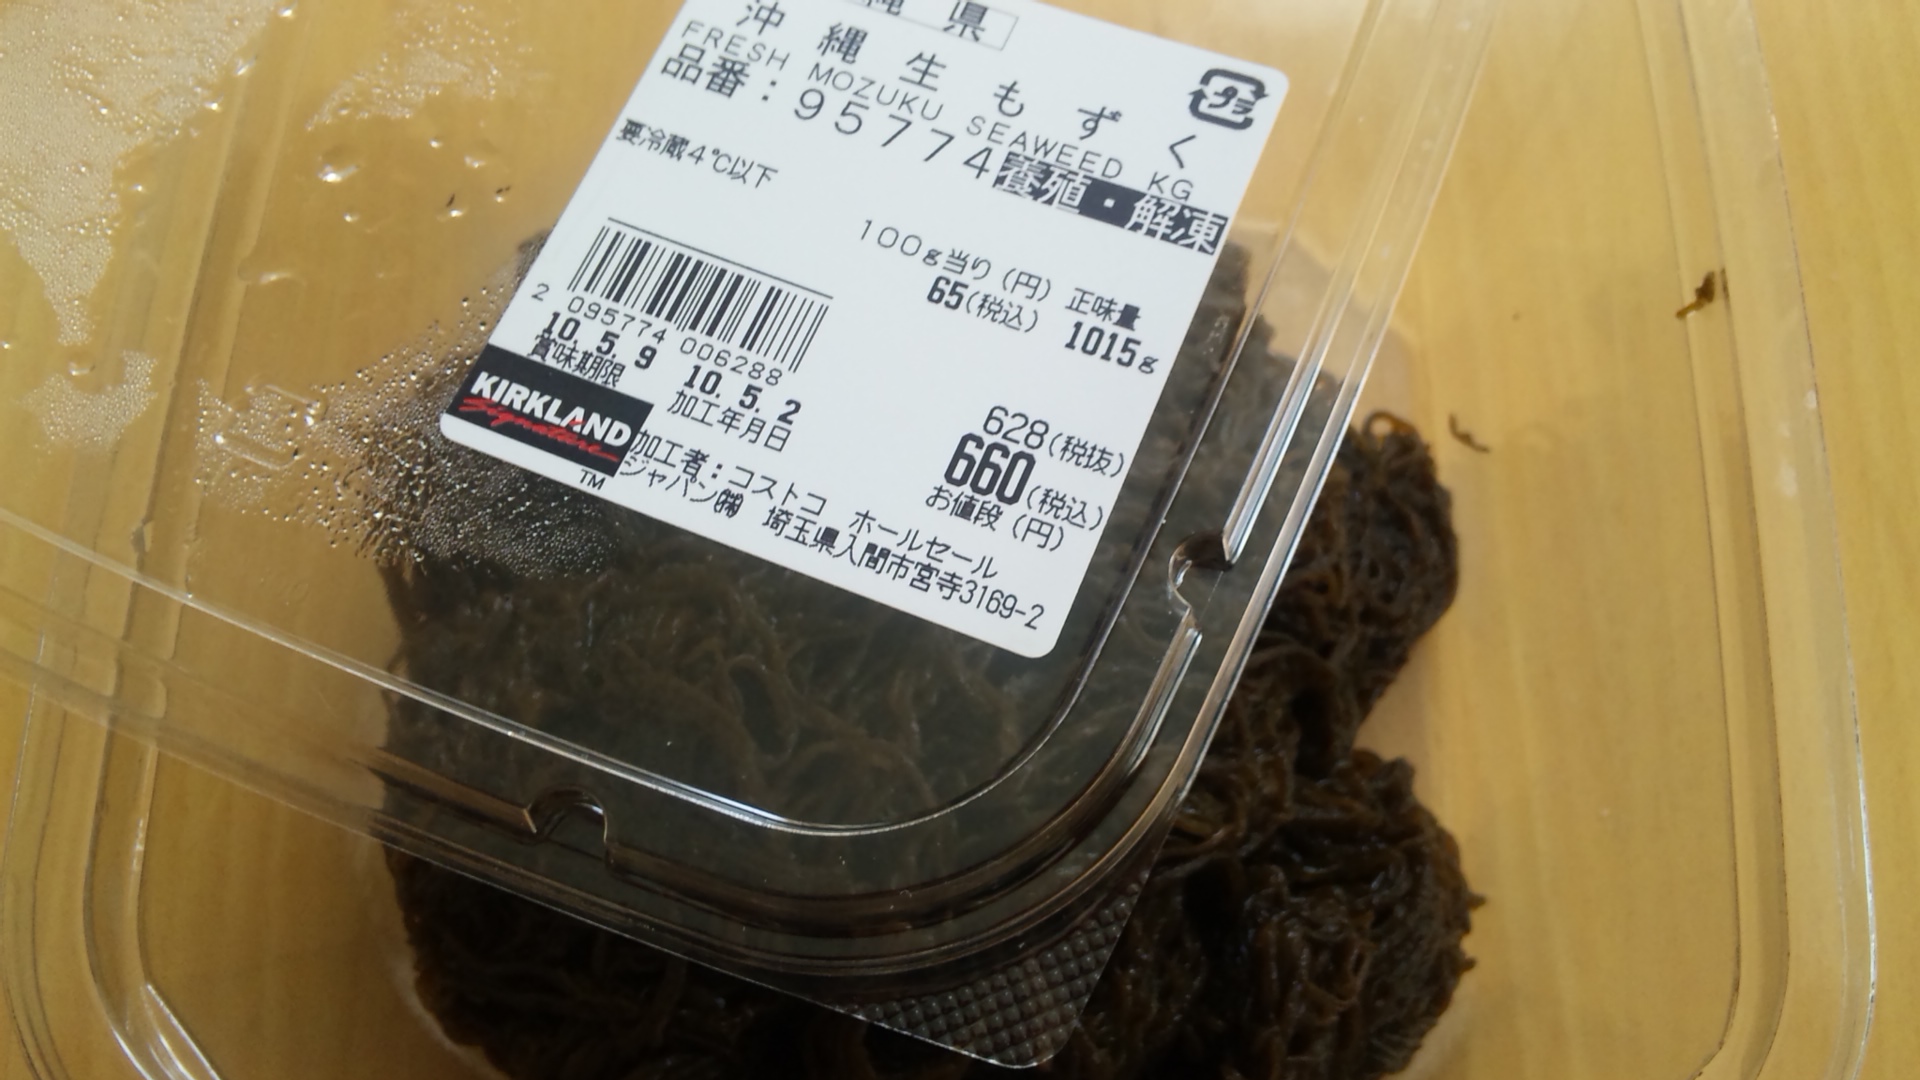 縄県
沖縄生もずく
FRESH MOZUKU SEAWEED KG
品番：95774 養殖・解凍
プラ
要冷蔵4℃以下
100g当り（円） 正味量
65(税込) 1015g
2 095774 006288
10. 5. 9 10. 5. 2
賞味期限 加工年月日
628(税抜)
660(税込)
お値段（円）
KIRKLAND
Signature
TM
加工者：コストコ ホールセール
ジャパン㈱ 埼玉県入間市宮寺3169-2